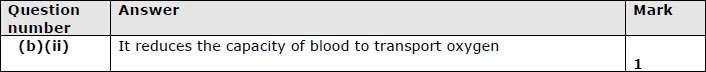 Question number Answer Mark
(b)(ii) It reduces the capacity of blood to transport oxygen 1